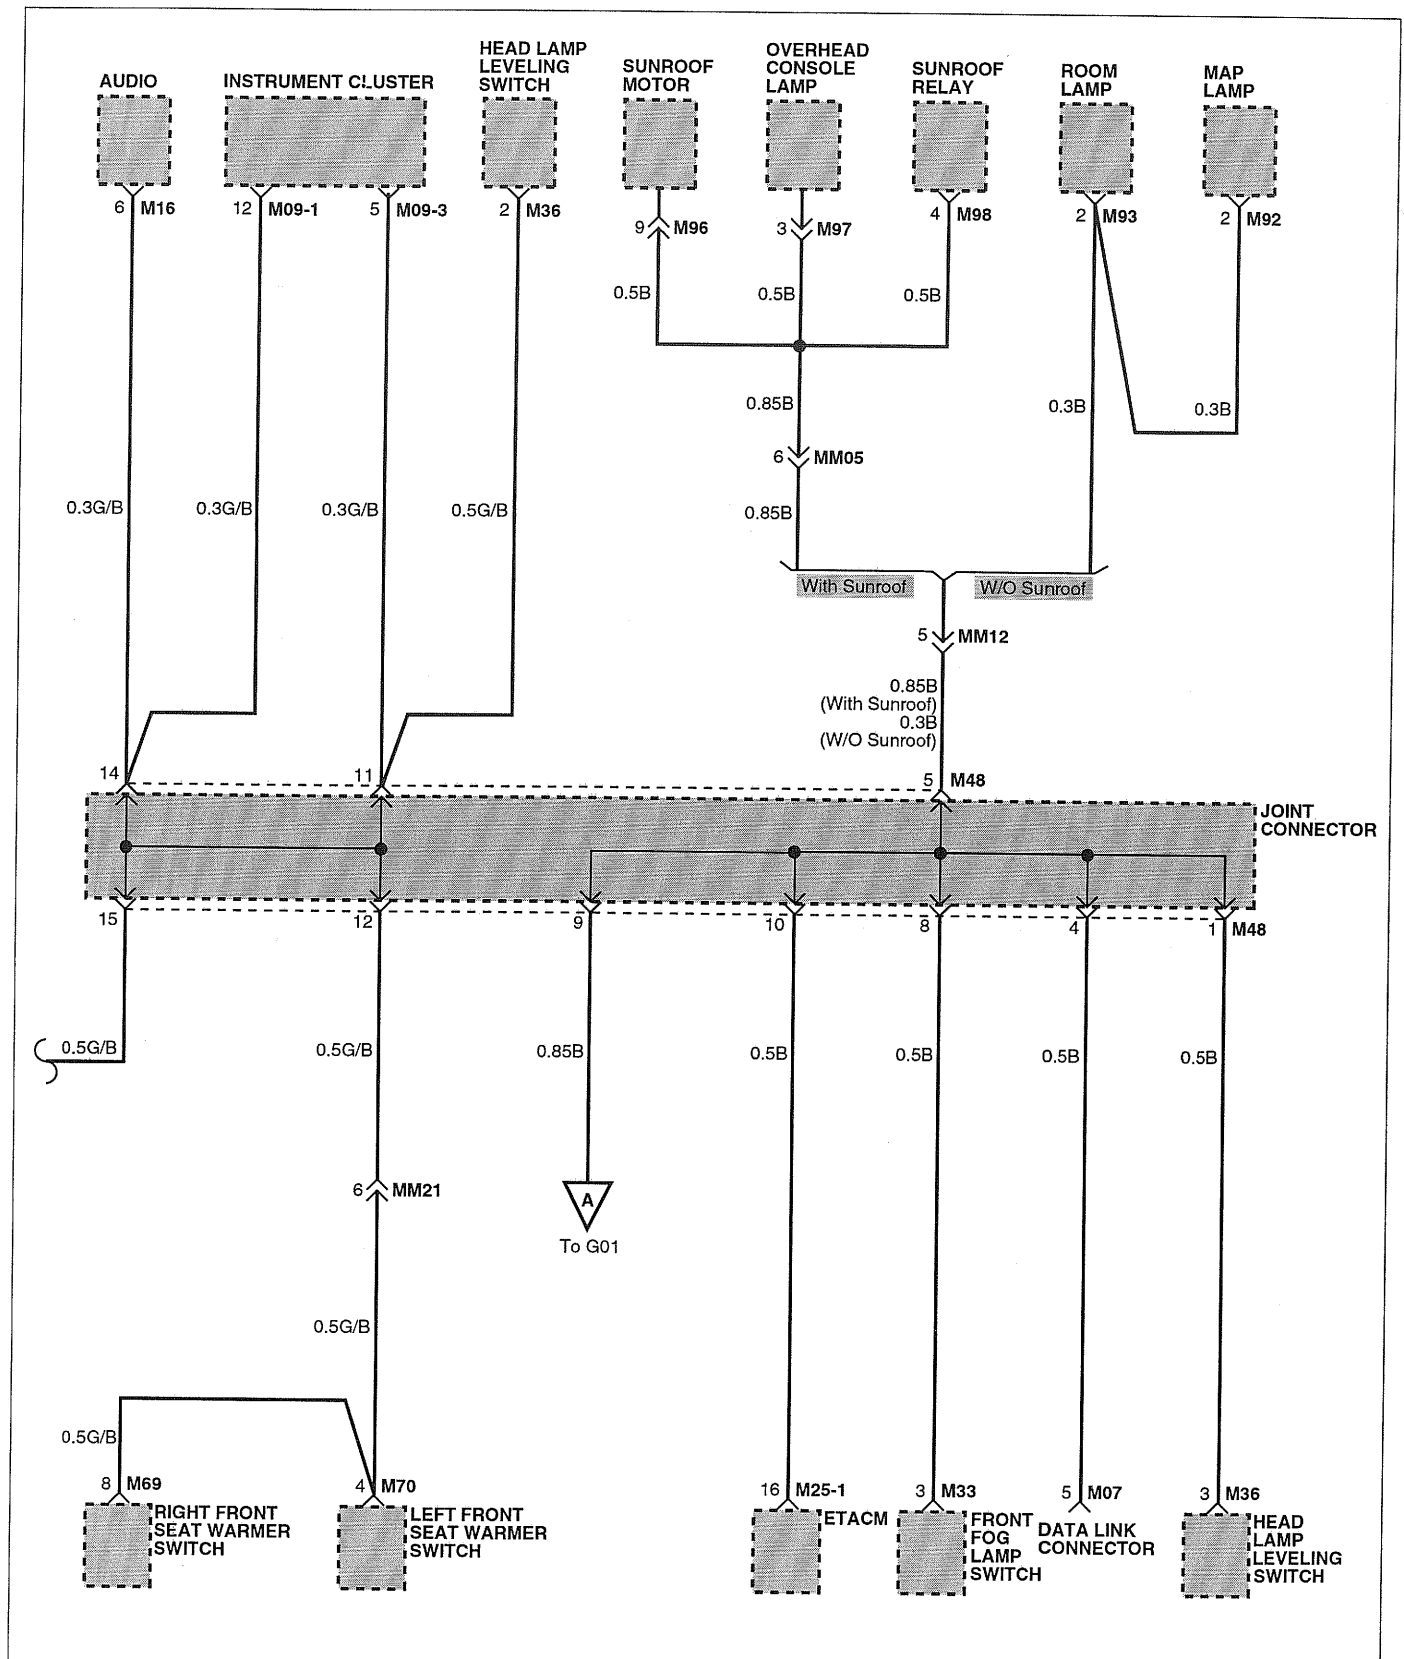 AUDIO
INSTRUMENT CLUSTER
HEAD LAMP
LEVELING
SWITCH
SUNROOF
MOTOR
OVERHEAD
CONSOLE
LAMP
SUNROOF
RELAY
ROOM
LAMP
MAP
LAMP
6 M16
12 M09-1
5 M09-3
2 M36
9 M96
3 M97
4 M98
2 M93
2 M92
0.5B
0.5B
0.5B
0.85B
0.3B
0.3B
6 MM05
0.3G/B
0.3G/B
0.3G/B
0.5G/B
0.85B
With Sunroof
W/O Sunroof
5 MM12
0.85B
(With Sunroof)
0.3B
(W/O Sunroof)
14
11
5 M48
JOINT
CONNECTOR
15
12
9
10
8
4
1 M48
0.5G/B
0.5G/B
0.85B
0.5B
0.5B
0.5B
0.5B
6 MM21
A
To G01
0.5G/B
0.5G/B
8 M69
4 M70
16 M25-1
3 M33
5 M07
3 M36
RIGHT FRONT
SEAT WARMER
SWITCH
LEFT FRONT
SEAT WARMER
SWITCH
ETACM
FRONT
FOG
LAMP
SWITCH
DATA LINK
CONNECTOR
HEAD
LAMP
LEVELING
SWITCH